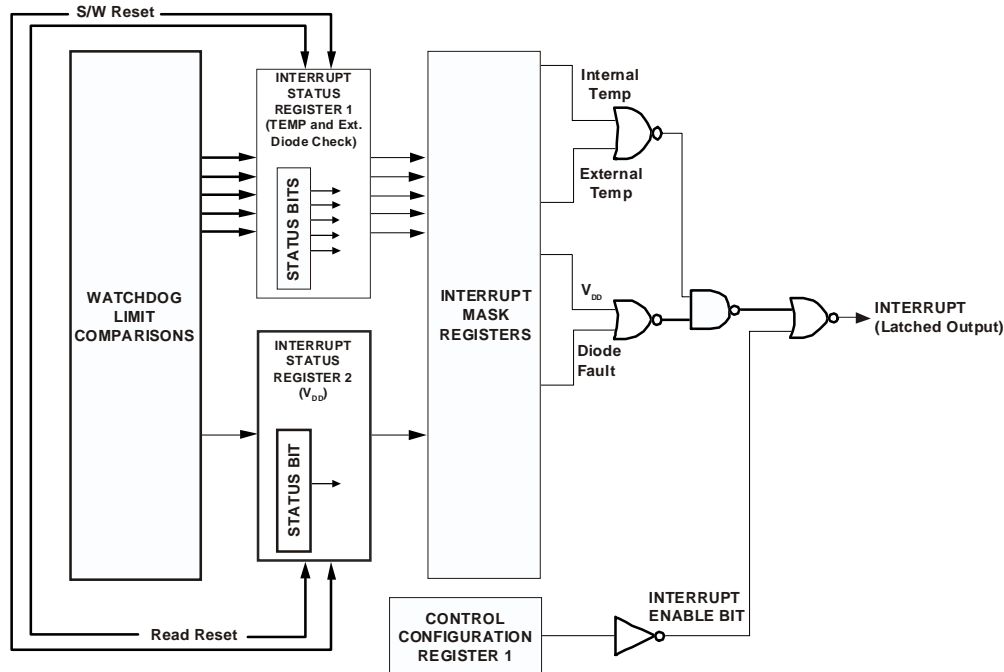 S/W Reset
INTERRUPT
STATUS
REGISTER 1
(TEMP and Ext.
Diode Check)
STATUS BITS
WATCHDOG
LIMIT
COMPARISONS
INTERRUPT
STATUS
REGISTER 2
(VDD)
STATUS BIT
Read Reset
INTERRUPT
MASK
REGISTERS
Internal
Temp
External
Temp
VDD
Diode
Fault
INTERRUPT
(Latched Output)
INTERRUPT
ENABLE BIT
CONTROL
CONFIGURATION
REGISTER 1